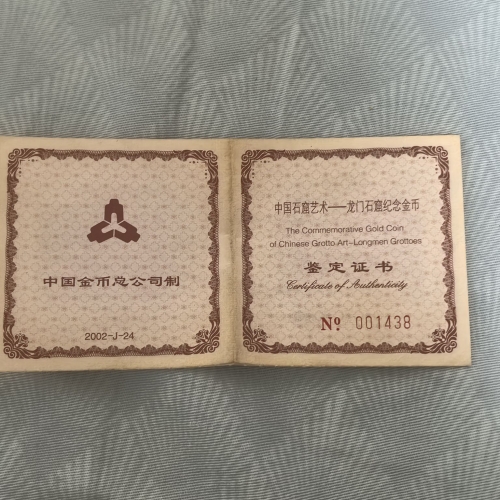 中国金币总公司制
2002-J-24
中国石窟艺术——龙门石窟纪念金币
The Commemorative Gold Coin
of Chinese Grotto Art-Longmen Grottoes
鉴定证书
Certificate of Authenticity
Nº 001438